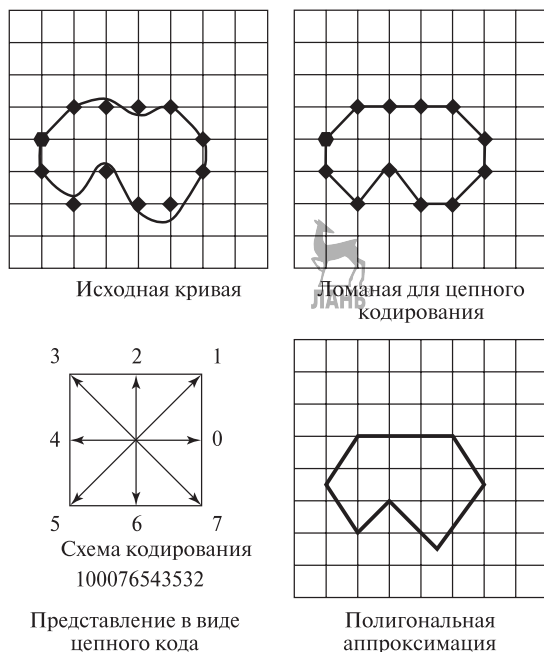 Исходная кривая
Ломаная для цепного
кодирования
ЛАНЬ
3 2 1
4 0
5 6 7
Схема кодирования
100076543532
Представление в виде
цепного кода
Полигональная
аппроксимация